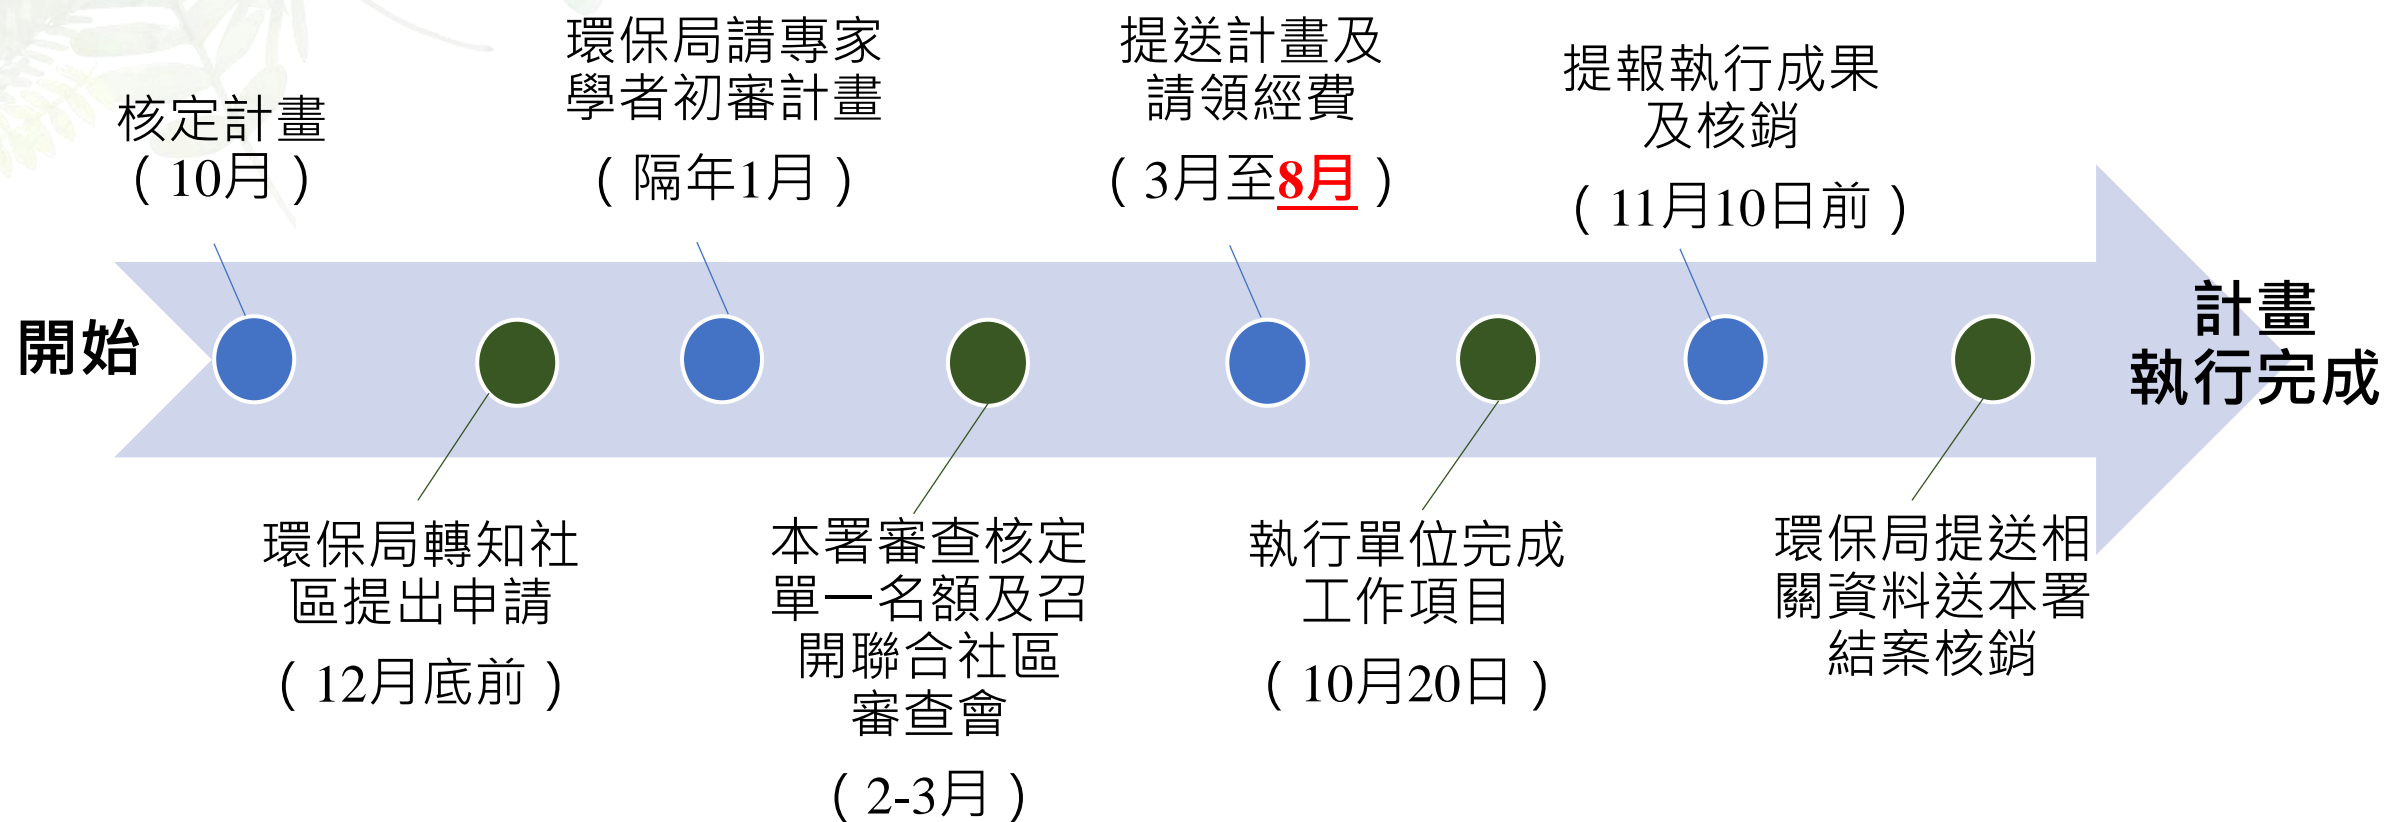 開始
核定計畫
（10月）
環保局轉知社
區提出申請
（12月底前）
環保局請專家
學者初審計畫
（隔年1月）
本署審查核定
單一名額及召
開聯合社區
審查會
（2-3月）
提送計畫及
請領經費
（3月至8月）
執行單位完成
工作項目
（10月20日）
提報執行成果
及核銷
（11月10日前）
環保局提送相
關資料送本署
結案核銷
計畫
執行完成